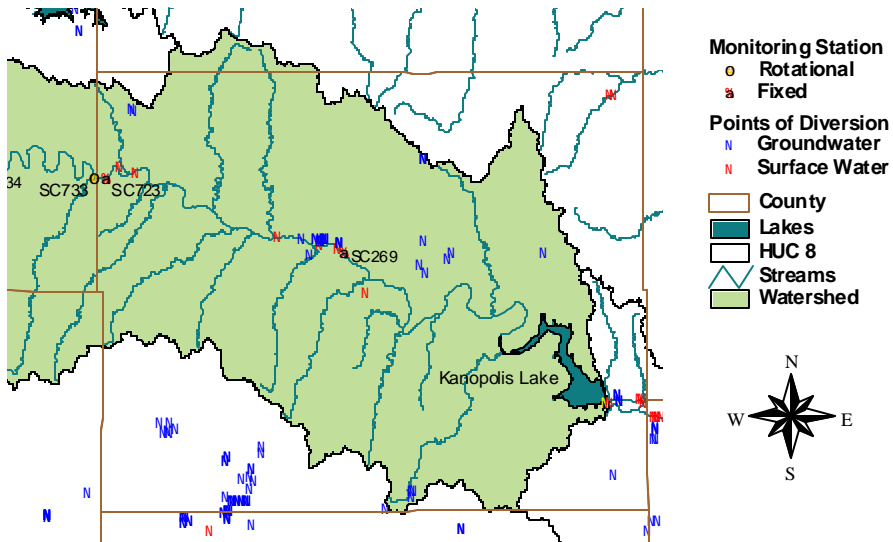 34
SC733
SC723
SC269
Kanopolis Lake
Monitoring Station
Rotational
Fixed
Points of Diversion
N Groundwater
N Surface Water
County
Lakes
HUC 8
Streams
Watershed
N
W
E
S